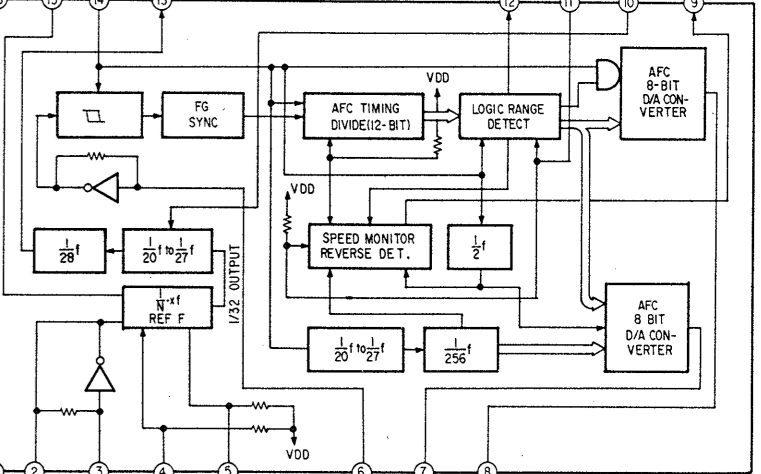 14
12
11
10
9
VDD
AFC
8-BIT
D/A CON-
VERTER
FG
SYNC
AFC TIMING
DIVIDE(12-BIT)
LOGIC RANGE
DETECT
VDD
1/28 f
1/20 f to 1/27 f
SPEED MONITOR
REVERSE DET.
1/2 f
1/32 OUTPUT
1/N ·xf
REF F
AFC
8 BIT
D/A CON-
VERTER
1/20 f to 1/27 f
1/256 f
VDD
2
3
4
5
6
7
8